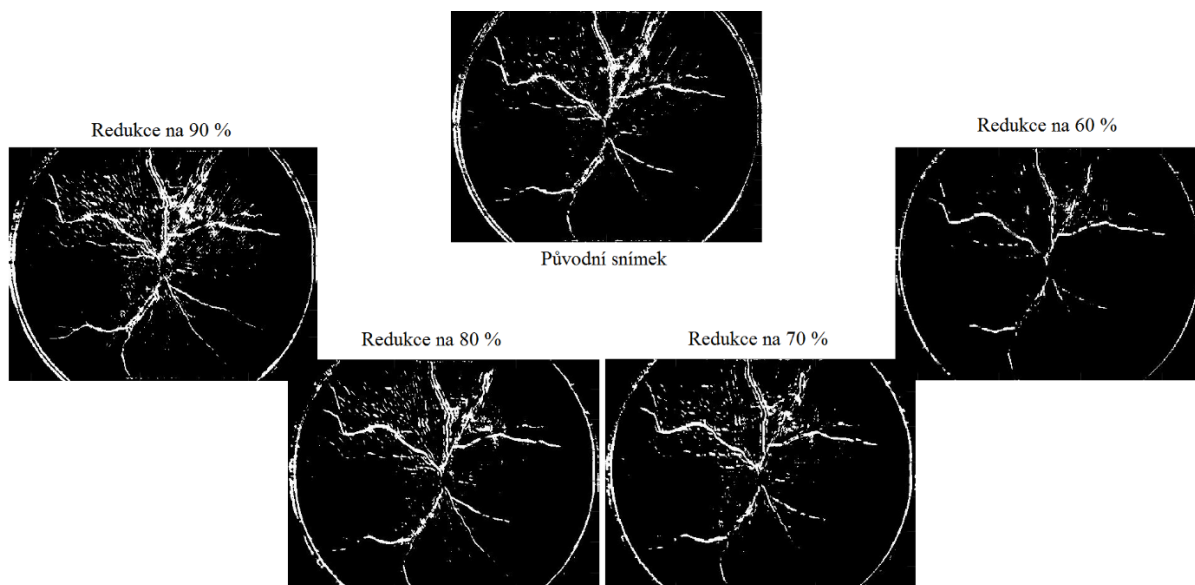 Původní snímek
Redukce na 90 %
Redukce na 60 %
Redukce na 80 %
Redukce na 70 %